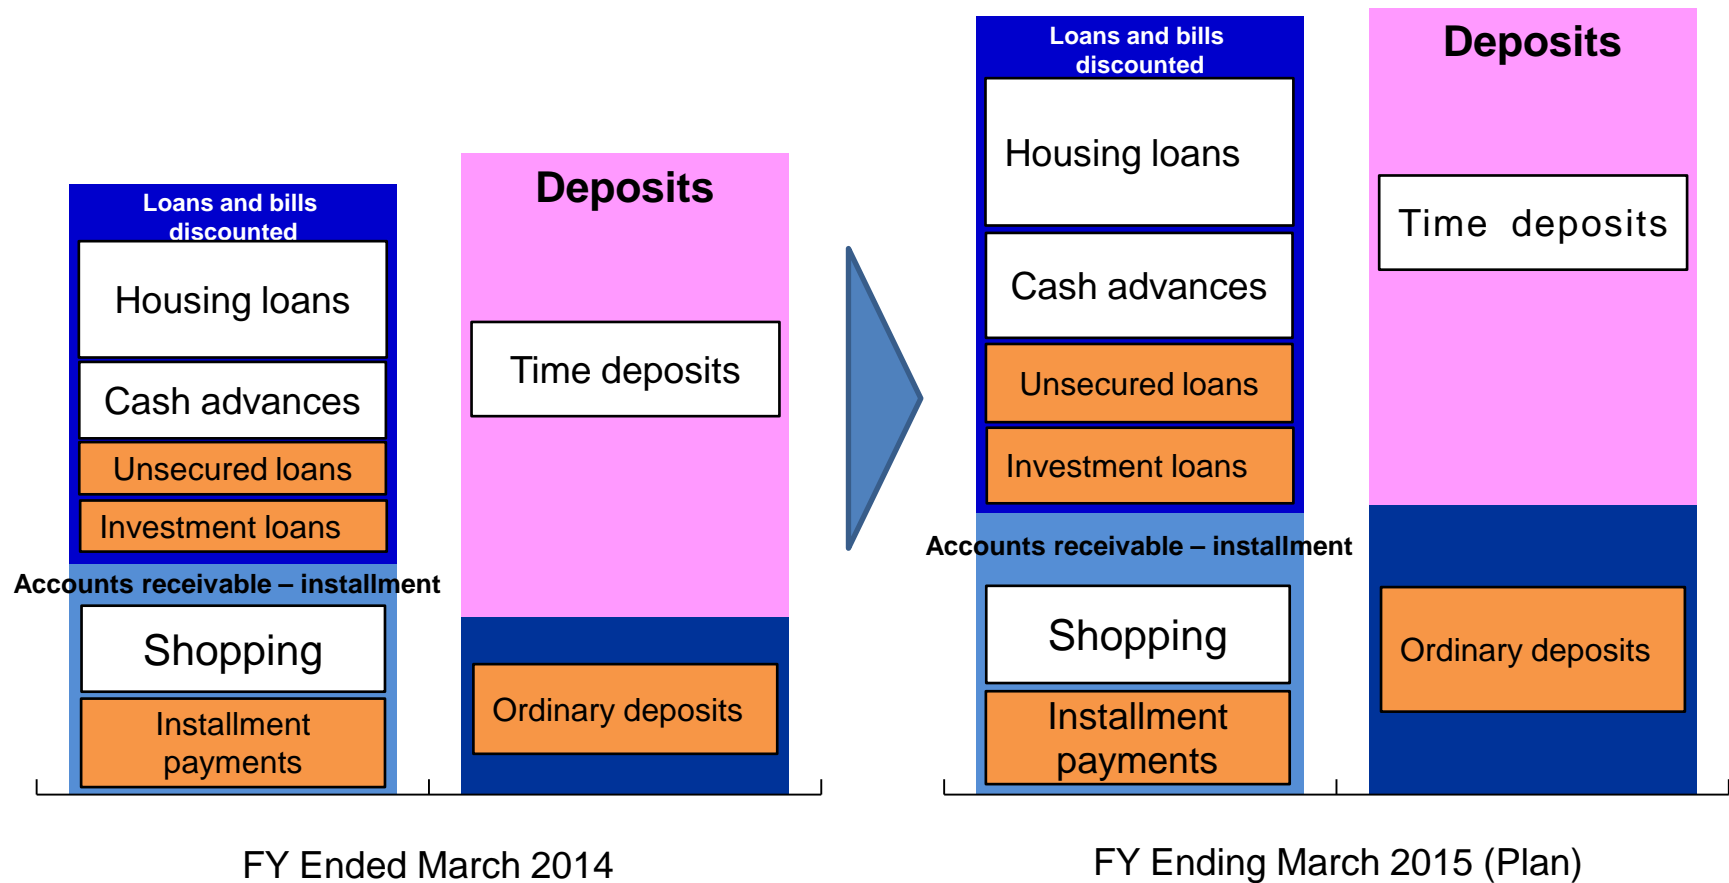 Loans and bills
discounted
Housing loans
Cash advances
Unsecured loans
Investment loans
Accounts receivable – installment
Shopping
Installment
payments
Deposits
Time deposits
Ordinary deposits
FY Ended March 2014
Loans and bills
discounted
Housing loans
Cash advances
Unsecured loans
Investment loans
Accounts receivable – installment
Shopping
Installment
payments
Deposits
Time deposits
Ordinary deposits
FY Ending March 2015 (Plan)